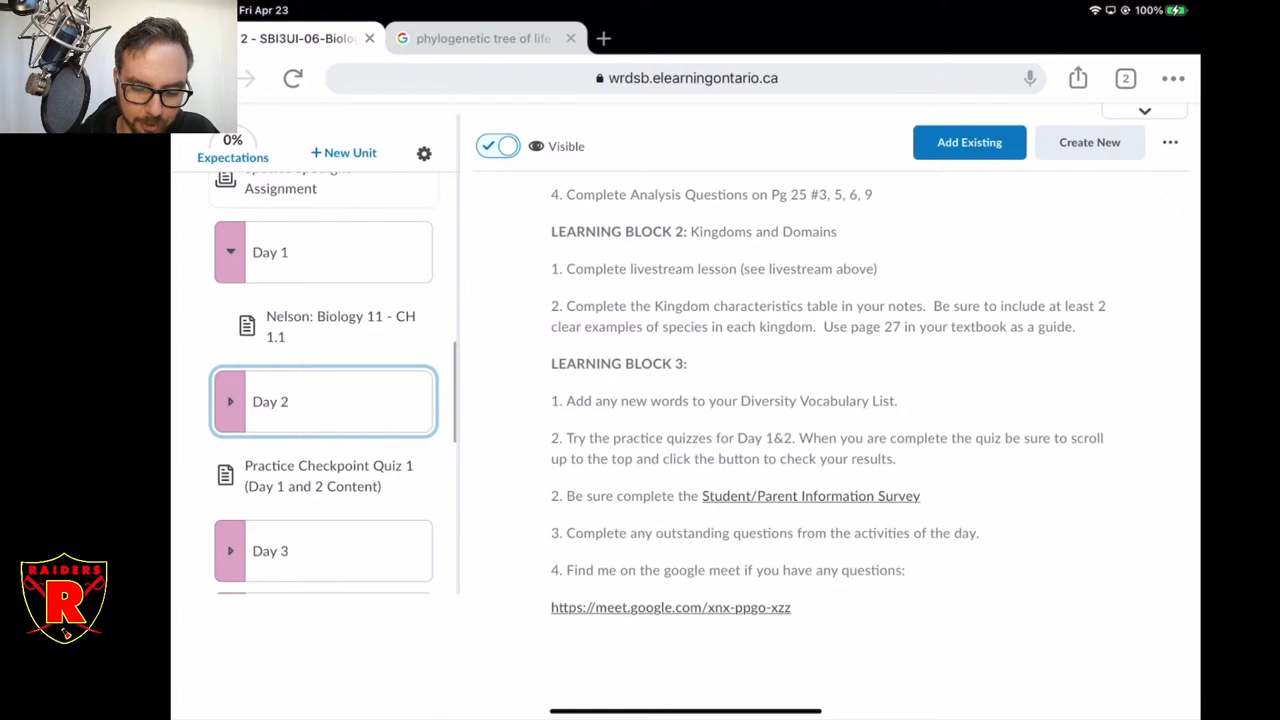 Fri Apr 23
100%
2 - SBI3UI-06-Biolo
phylogenetic tree of life
wrdsb.elearningontario.ca
2
0%
Expectations
+ New Unit
Visible
Add Existing
Create New
Assignment
Day 1
Nelson: Biology 11 - CH
1.1
Day 2
Practice Checkpoint Quiz 1
(Day 1 and 2 Content)
Day 3
4. Complete Analysis Questions on Pg 25 #3, 5, 6, 9
LEARNING BLOCK 2: Kingdoms and Domains
1. Complete livestream lesson (see livestream above)
2. Complete the Kingdom characteristics table in your notes. Be sure to include at least 2
clear examples of species in each kingdom. Use page 27 in your textbook as a guide.
LEARNING BLOCK 3:
1. Add any new words to your Diversity Vocabulary List.
2. Try the practice quizzes for Day 1&2. When you are complete the quiz be sure to scroll
up to the top and click the button to check your results.
2. Be sure complete the Student/Parent Information Survey
3. Complete any outstanding questions from the activities of the day.
4. Find me on the google meet if you have any questions:
https://meet.google.com/xnx-ppgo-xzz
RAIDERS
R